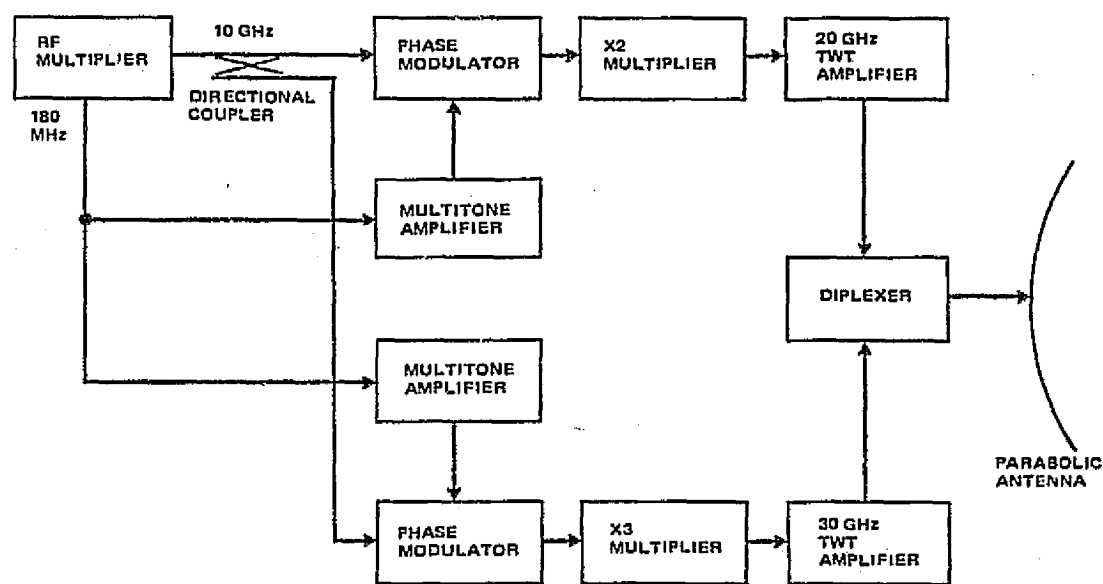 RF
MULTIPLIER
10 GHz
PHASE
MODULATOR
X2
MULTIPLIER
20 GHz
TWT
AMPLIFIER
DIRECTIONAL
COUPLER
180
MHz
MULTITONE
AMPLIFIER
DIPLEXER
MULTITONE
AMPLIFIER
PARABOLIC
ANTENNA
PHASE
MODULATOR
X3
MULTIPLIER
30 GHz
TWT
AMPLIFIER